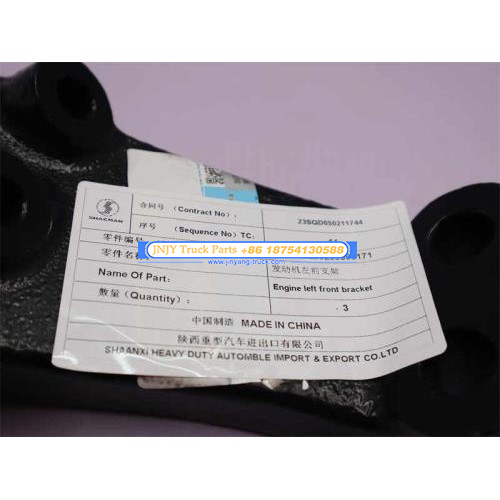 SHACMAN
合同号 (Contract No)：
23SQD050211744
序号 (Sequence No) TC:
零件编号
JNJY Truck Parts +86 18754130588
www.jinyang-truck.com
零件名称
171
发动机左前支架
Name Of Part:
Engine left front bracket
数量 (Quantity)：
3
中国制造 MADE IN CHINA
陕西重型汽车进出口有限公司
SHAANXI HEAVY DUTY AUTOMBLE IMPORT & EXPORT CO.LTD